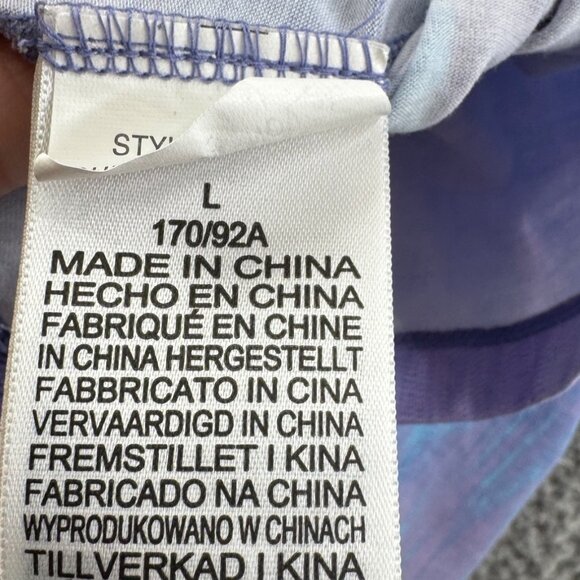 L
170/92A
MADE IN CHINA
HECHO EN CHINA
FABRIQUÉ EN CHINE
IN CHINA HERGESTELLT
FABBRICATO IN CINA
VERVAARDIGD IN CHINA
FREMSTILLET I KINA
FABRICADO NA CHINA
WYPRODUKOWANO W CHINACH
TILLVERKAD I KINA